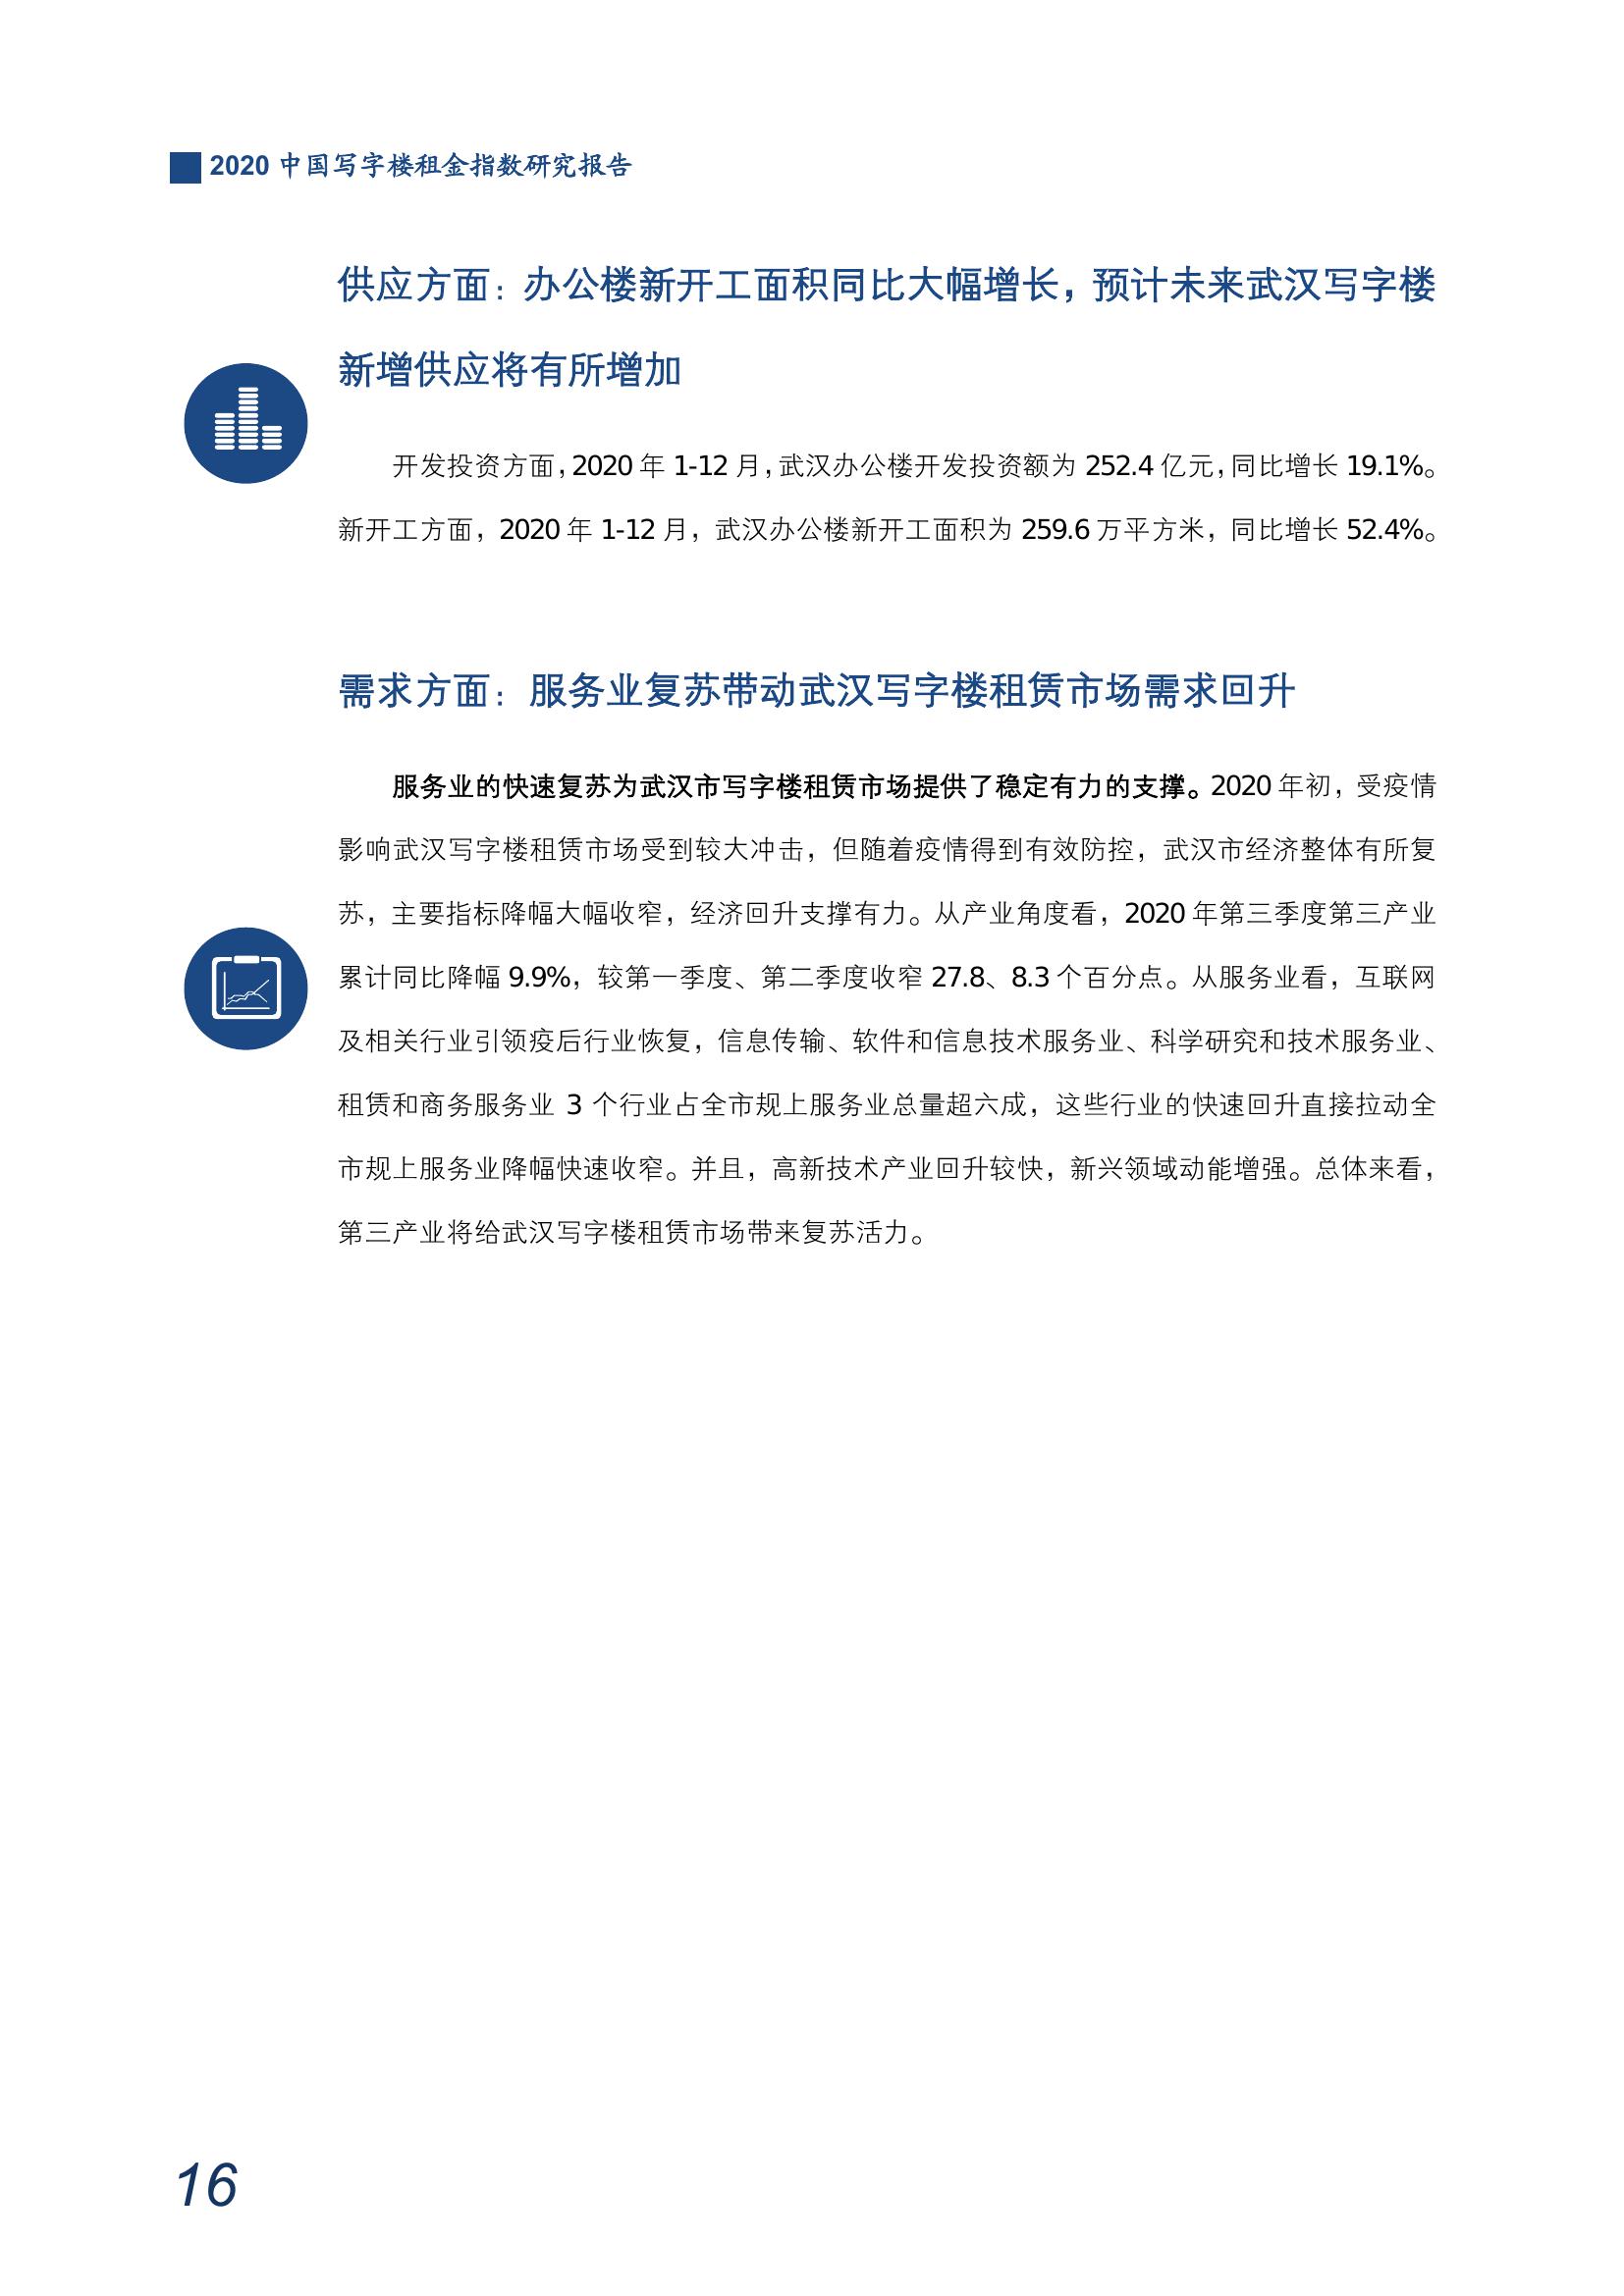 2020 中国写字楼租金指数研究报告
供应方面：办公楼新开工面积同比大幅增长，预计未来武汉写字楼
新增供应将有所增加
开发投资方面，2020 年 1-12 月，武汉办公楼开发投资额为 252.4 亿元，同比增长 19.1%。
新开工方面，2020 年 1-12 月，武汉办公楼新开工面积为 259.6 万平方米，同比增长 52.4%。
需求方面：服务业复苏带动武汉写字楼租赁市场需求回升
服务业的快速复苏为武汉市写字楼租赁市场提供了稳定有力的支撑。2020 年初，受疫情
影响武汉写字楼租赁市场受到较大冲击，但随着疫情得到有效防控，武汉市经济整体有所复
苏，主要指标降幅大幅收窄，经济回升支撑有力。从产业角度看，2020 年第三季度第三产业
累计同比降幅 9.9%，较第一季度、第二季度收窄 27.8、8.3 个百分点。从服务业看，互联网
及相关行业引领疫后行业恢复，信息传输、软件和信息技术服务业、科学研究和技术服务业、
租赁和商务服务业 3 个行业占全市规上服务业总量超六成，这些行业的快速回升直接拉动全
市规上服务业降幅快速收窄。并且，高新技术产业回升较快，新兴领域动能增强。总体来看，
第三产业将给武汉写字楼租赁市场带来复苏活力。
16